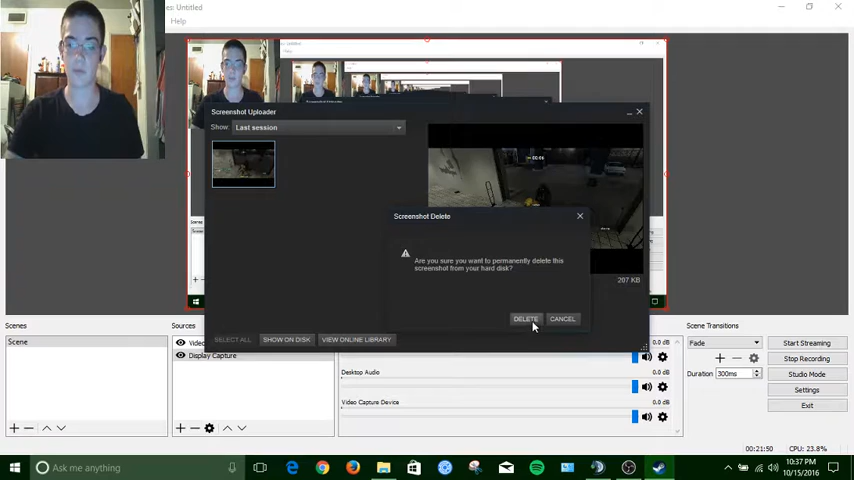 es: Untitled
Help
Screenshot Uploader
Show: Last session
Screenshot Delete
Are you sure you want to permanently delete this
screenshot from your hard disk?
207 KB
DELETE CANCEL
SELECT ALL SHOW ON DISK VIEW ONLINE LIBRARY
Scenes
Sources
Scene Transitions
Scene
Video
Display Capture
0.0 dB
Desktop Audio
0.0 dB
Video Capture Device
0.0 dB
Fade
Duration 300ms
Start Streaming
Stop Recording
Studio Mode
Settings
Exit
00:21:50 CPU: 23.8%
Ask me anything
10:37 PM
10/15/2016